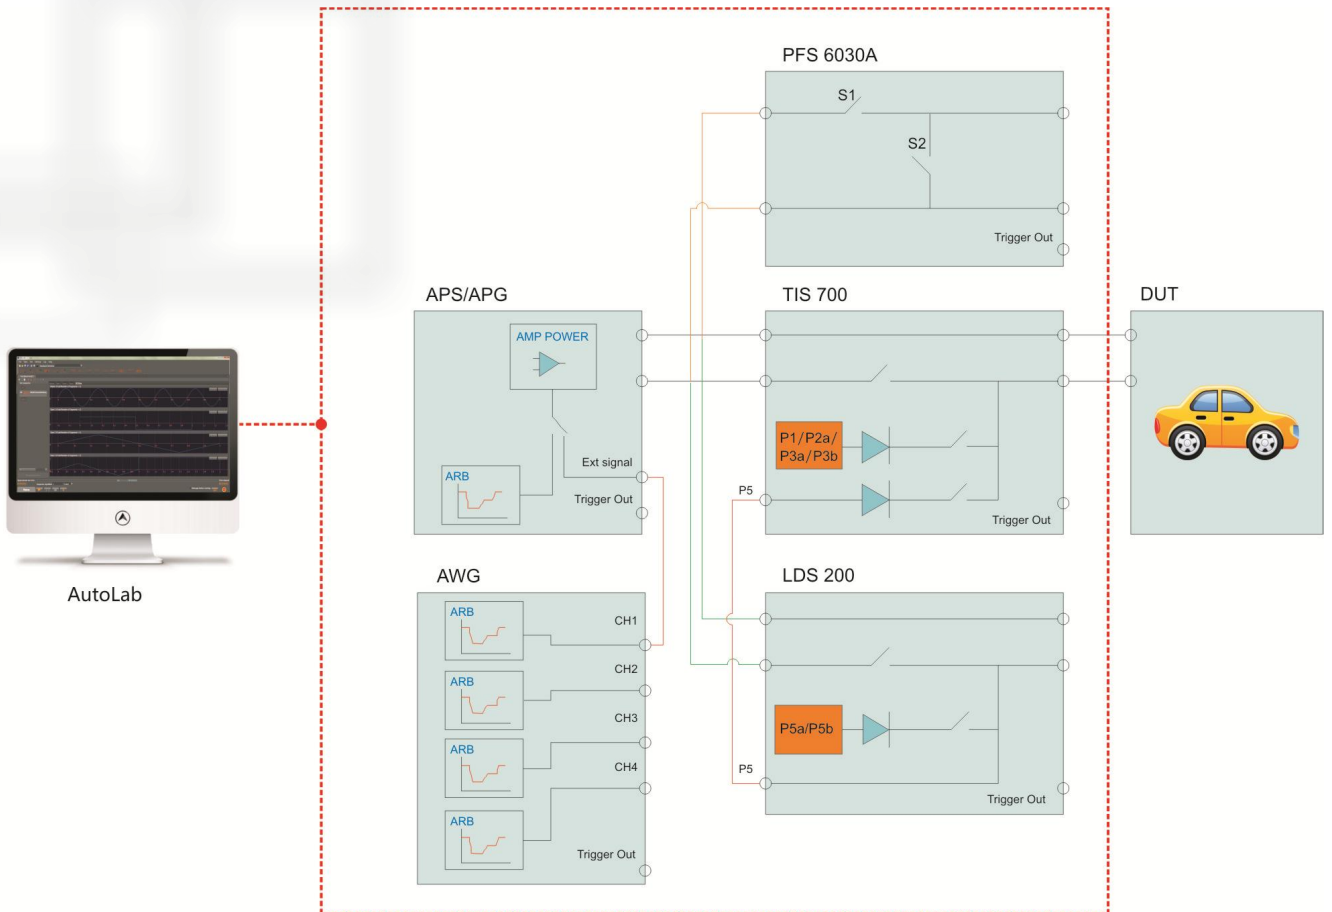 PFS 6030A
S1
S2
Trigger Out
APS/APG
AMP POWER
ARB
Ext signal
Trigger Out
TIS 700
P1/P2a/
P3a/P3b
P5
Trigger Out
DUT
AutoLab
AWG
ARB
CH1
ARB
CH2
CH3
ARB
CH4
ARB
Trigger Out
LDS 200
P5a/P5b
P5
Trigger Out